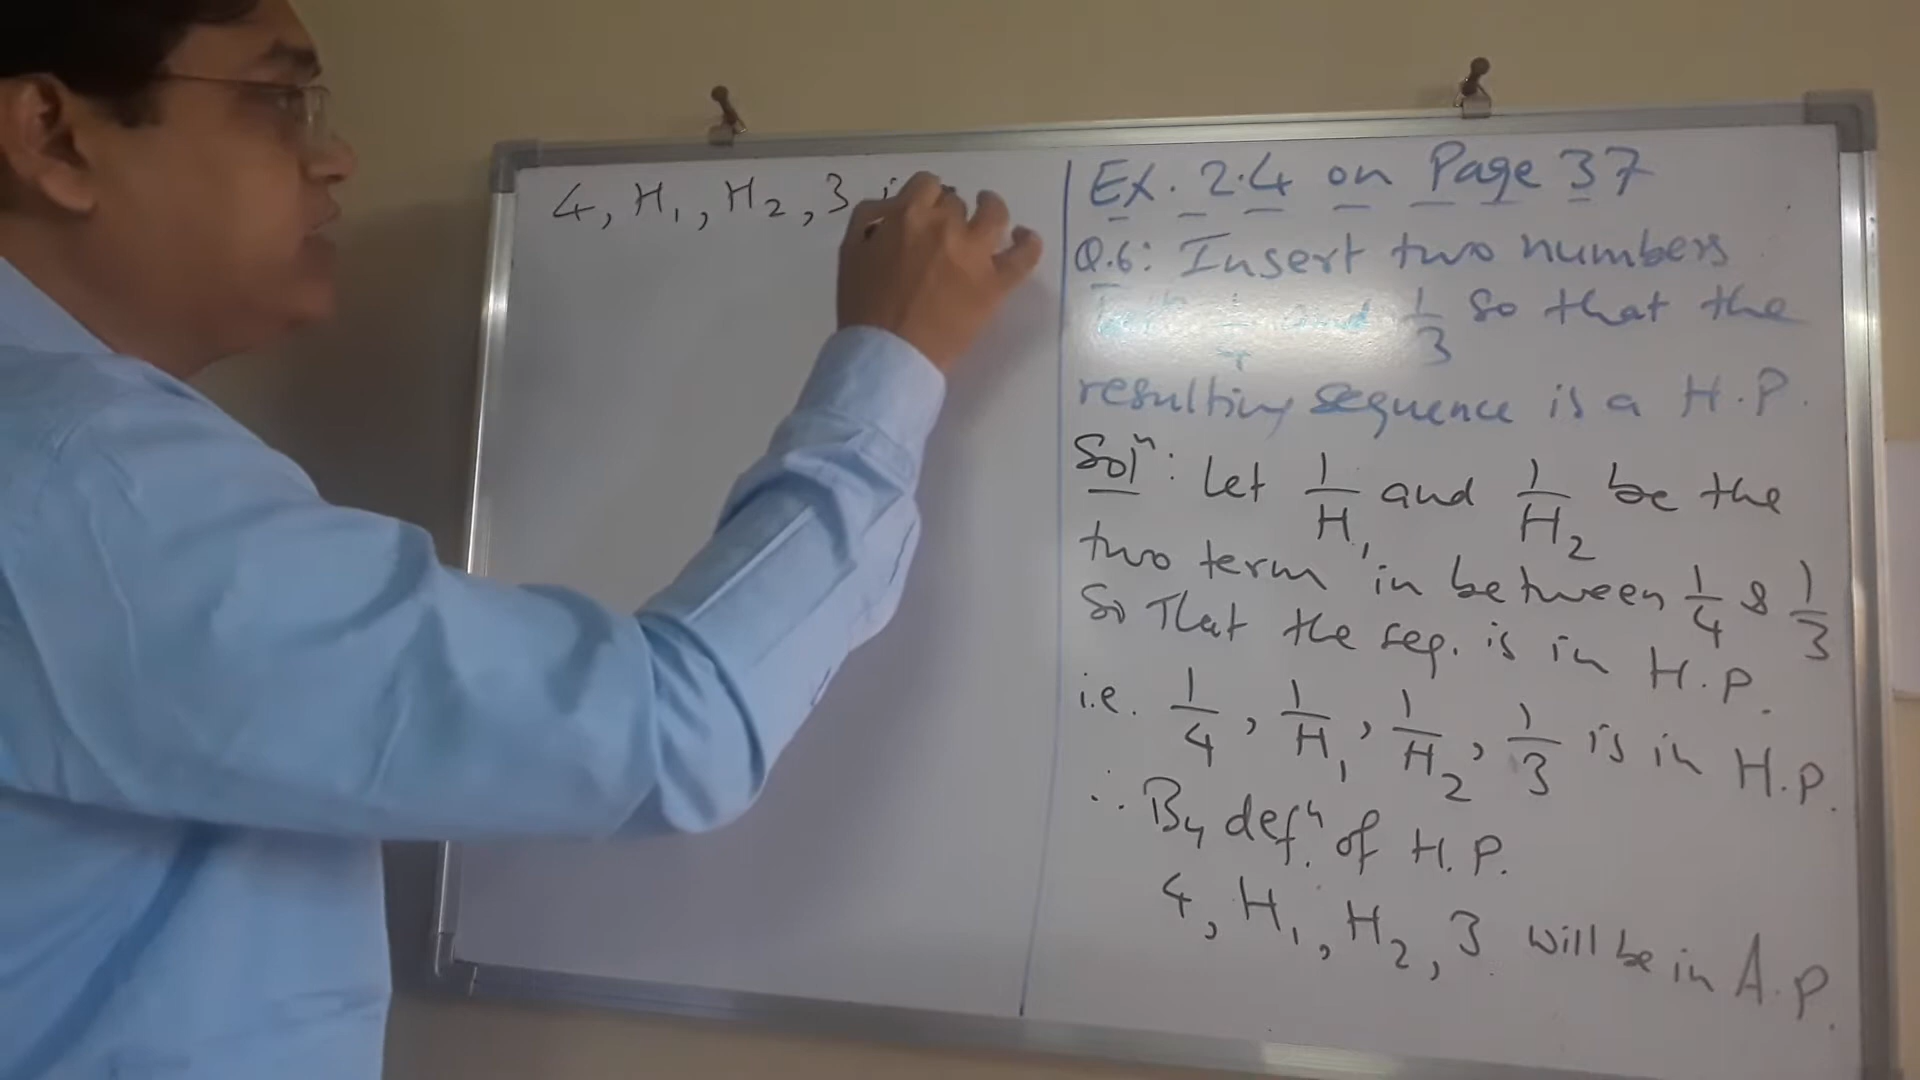 4, H₁, H₂, 3
Ex. 2.4 on Page 37
Q.6: Insert two numbers
and 1/3 so that the
resulting sequence is a H.P.
Solⁿ: Let 1/H₁ and 1/H₂ be the
two term in between 1/4 & 1/3
So That the seq. is in H.P.
i.e. 1/4, 1/H₁, 1/H₂, 1/3 is in H.P.
∴ By defⁿ. of H.P.
4, H₁, H₂, 3 will be in A.P.